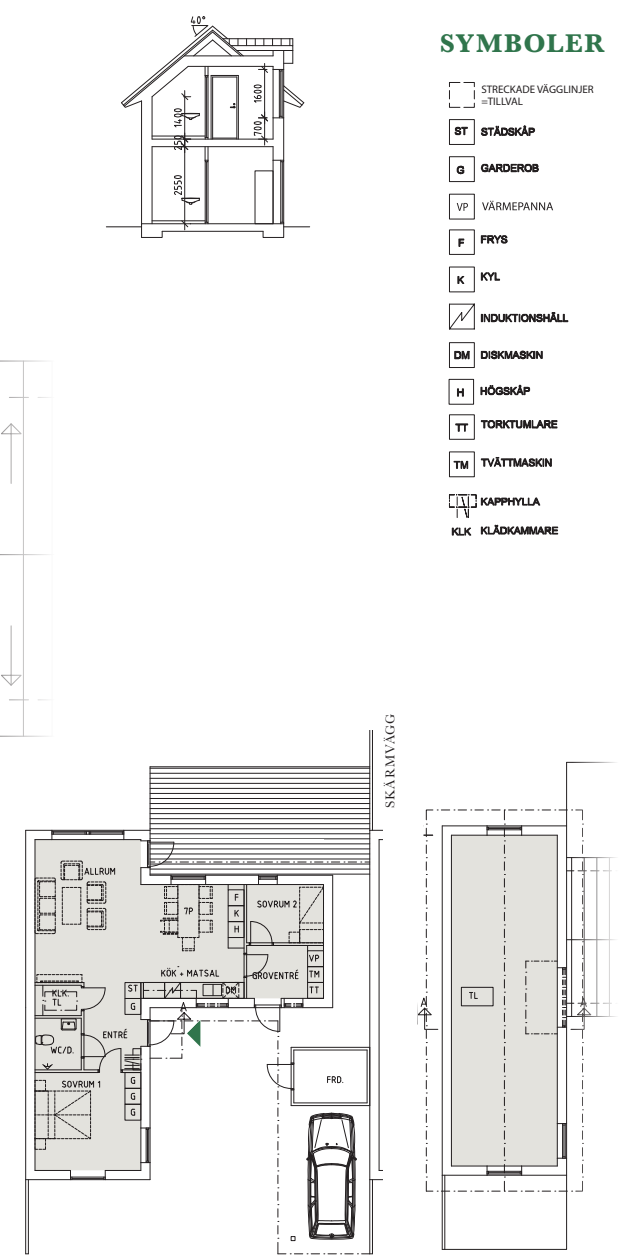 40°
1600
1400
700
250
2550
SYMBOLER
STRECKADE VÄGGLINJER
=TILLVAL
ST STÄDSKÅP
G GARDEROB
VP VÄRMEPANNA
F FRYS
K KYL
INDUKTIONSHÄLL
DM DISKMASKIN
H HÖGSKÅP
TT TORKTUMLARE
TM TVÄTTMASKIN
KAPPHYLLA
KLK KLÄDKAMMARE
SKÄRMVÄGG
ALLRUM
7P
F
K
H
SOVRUM 2
KÖK + MATSAL
GROVENTRÉ
VP
TM
TT
DM
ST
G
KLK.
TL
A
ENTRÉ
WC/D.
SOVRUM 1
G
G
G
FRD.
TL
A
A